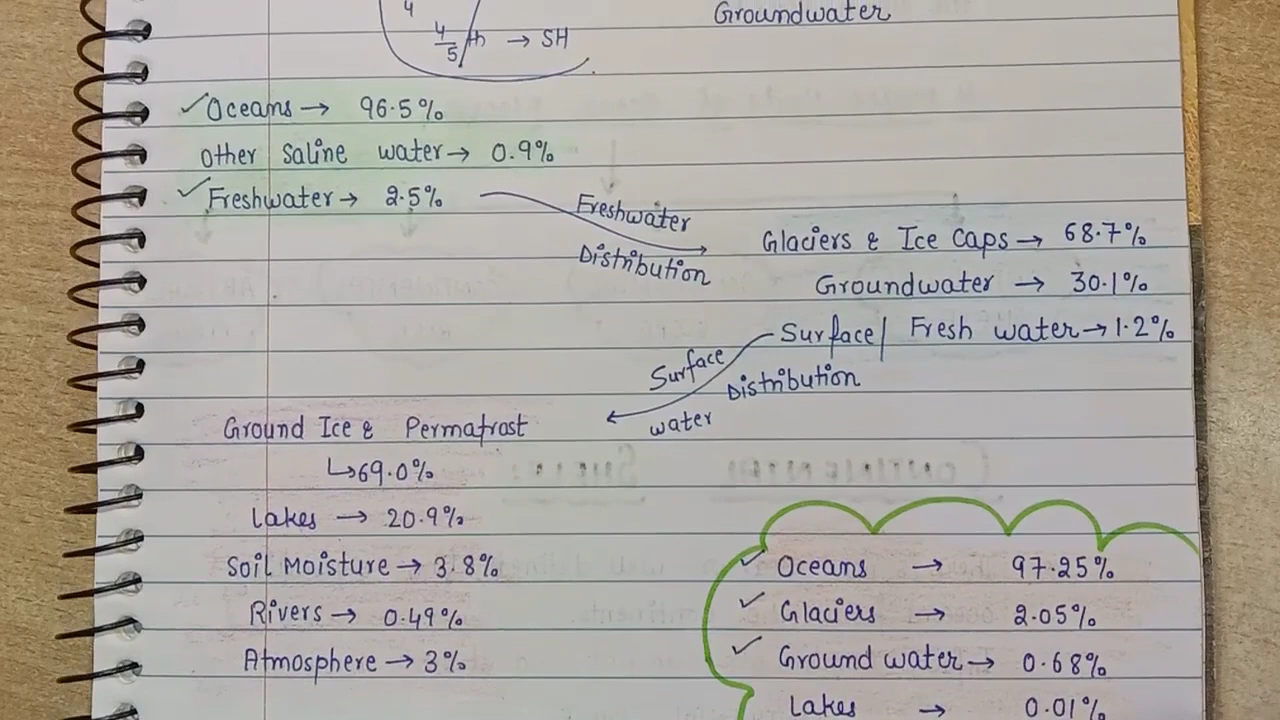 4
4/5 th → SH
Groundwater
✓ Oceans → 96.5%
other saline water → 0.9%
✓ Freshwater → 2.5%
Freshwater
Distribution
Glaciers & Ice Caps → 68.7%
Groundwater → 30.1%
Surface/ Fresh water → 1.2%
Surface
water
Distribution
Ground Ice & Permafrost
↳ 69.0%
Lakes → 20.9%
Soil Moisture → 3.8%
Rivers → 0.49%
Atmosphere → 3%
✓ Oceans → 97.25%
✓ Glaciers → 2.05%
✓ Ground water → 0.68%
Lakes → 0.01%